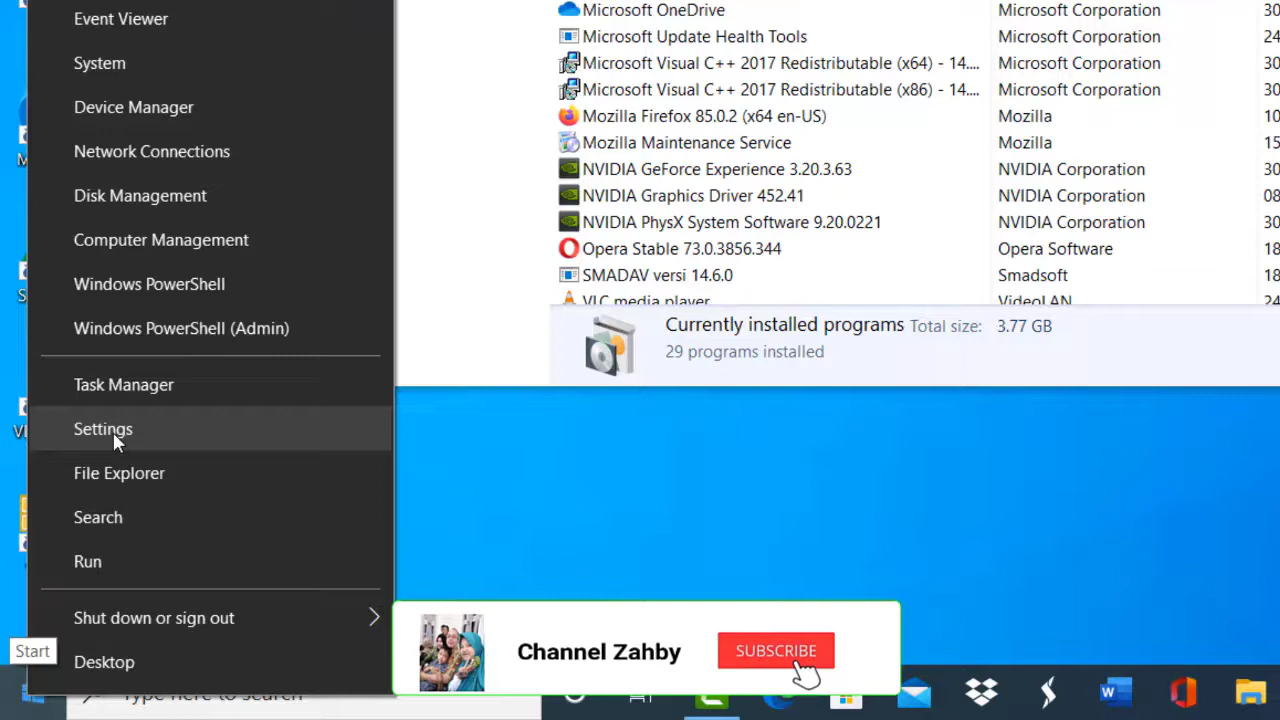 Event Viewer
System
Device Manager
Network Connections
Disk Management
Computer Management
Windows PowerShell
Windows PowerShell (Admin)
Task Manager
Settings
File Explorer
Search
Run
Shut down or sign out
Start
Desktop
Type here to search
Microsoft OneDrive Microsoft Corporation 30
Microsoft Update Health Tools Microsoft Corporation 24
Microsoft Visual C++ 2017 Redistributable (x64) - 14.... Microsoft Corporation 30
Microsoft Visual C++ 2017 Redistributable (x86) - 14.... Microsoft Corporation 30
Mozilla Firefox 85.0.2 (x64 en-US) Mozilla 10
Mozilla Maintenance Service Mozilla 15
NVIDIA GeForce Experience 3.20.3.63 NVIDIA Corporation 30
NVIDIA Graphics Driver 452.41 NVIDIA Corporation 08
NVIDIA PhysX System Software 9.20.0221 NVIDIA Corporation 30
Opera Stable 73.0.3856.344 Opera Software 18
SMADAV versi 14.6.0 Smadsoft 18
VLC media player VideoLAN 24
Currently installed programs Total size: 3.77 GB
29 programs installed
Channel Zahby SUBSCRIBE